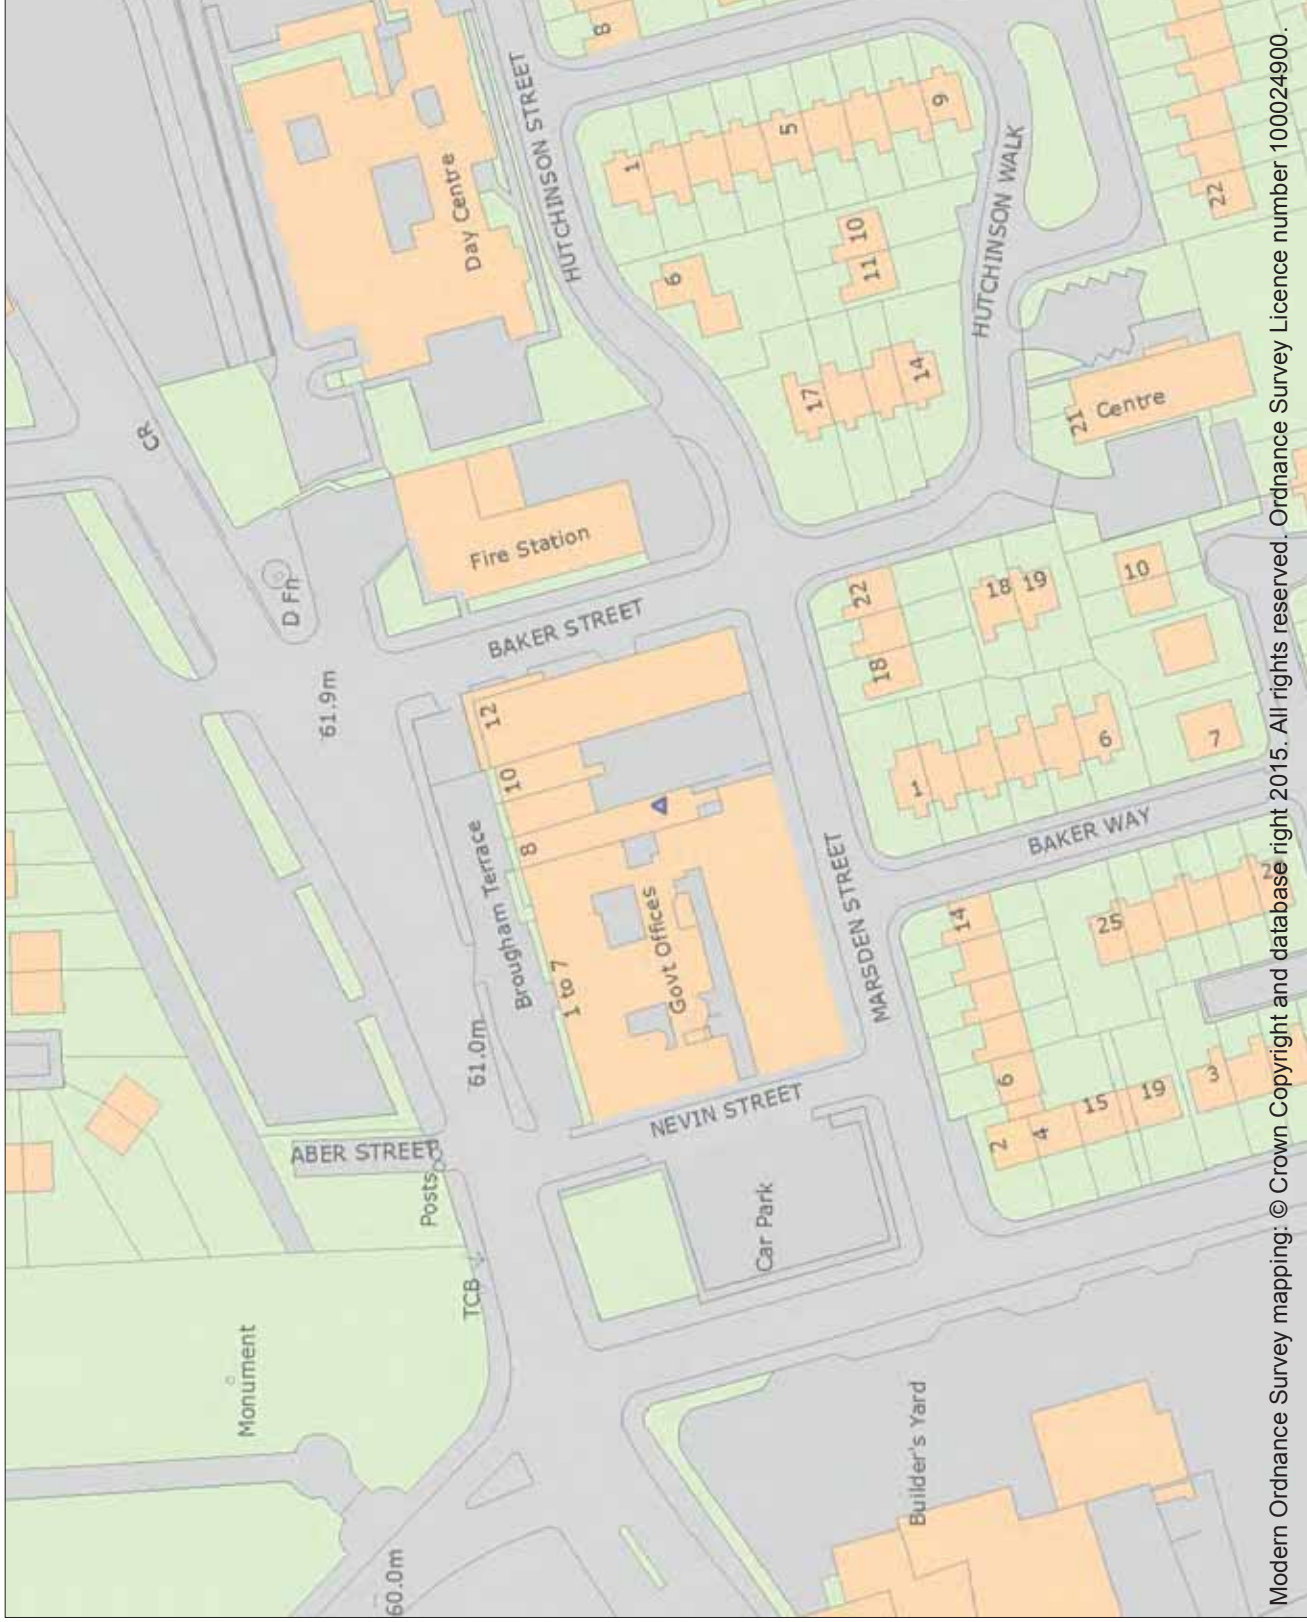 60.0m
Monument
TCB
Posts
ABER STREET
61.0m
61.9m
D Fn
CR
Brougham Terrace
1 to 7
8
10
12
Govt Offices
BAKER STREET
Fire Station
Day Centre
HUTCHINSON STREET
8
NEVIN STREET
Car Park
MARSDEN STREET
Builder's Yard
1
5
9
6
10
11
17
14
HUTCHINSON WALK
21
Centre
22
22
18
18
19
10
1
6
7
BAKER WAY
14
6
2
4
15
19
3
25
Modern Ordnance Survey mapping: © Crown Copyright and database right 2015. All rights reserved. Ordnance Survey Licence number 100024900.